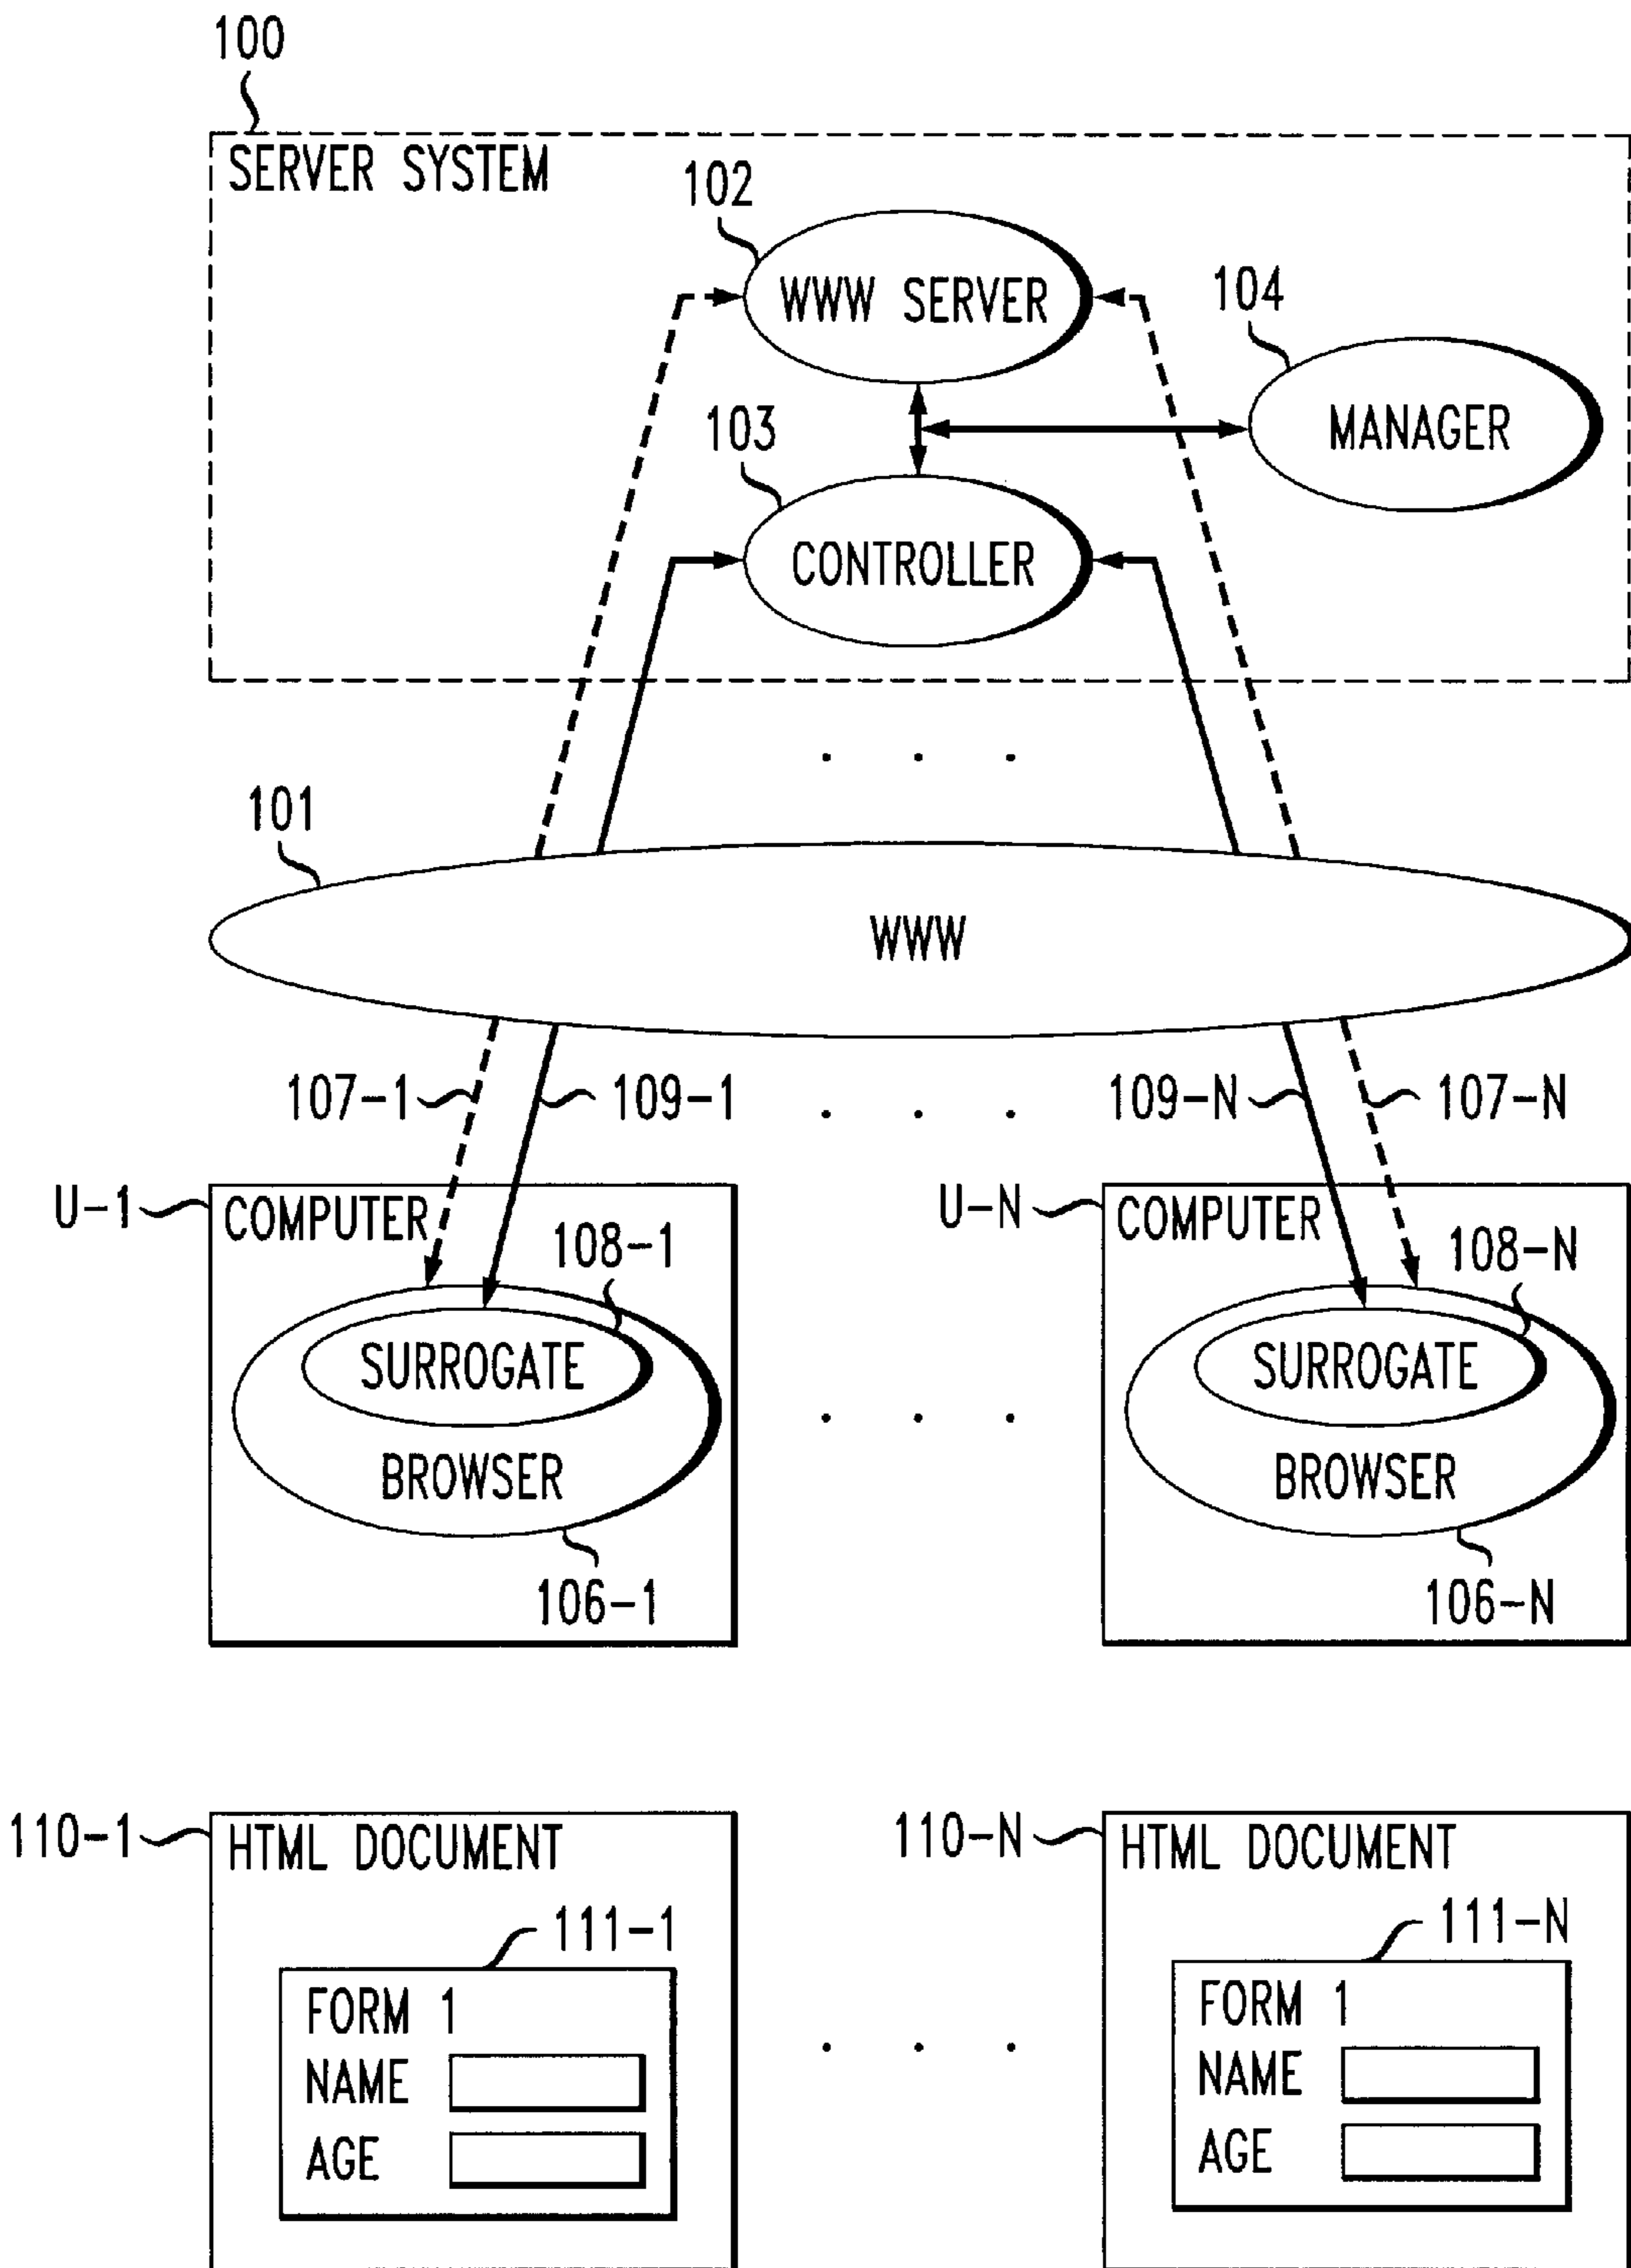 100
SERVER SYSTEM
102
WWW SERVER
104
MANAGER
103
CONTROLLER
101
WWW
107-1
109-1
109-N
107-N
U-1
COMPUTER
108-1
SURROGATE
BROWSER
106-1
U-N
COMPUTER
108-N
SURROGATE
BROWSER
106-N
110-1
HTML DOCUMENT
111-1
FORM 1
NAME
AGE
110-N
HTML DOCUMENT
111-N
FORM 1
NAME
AGE